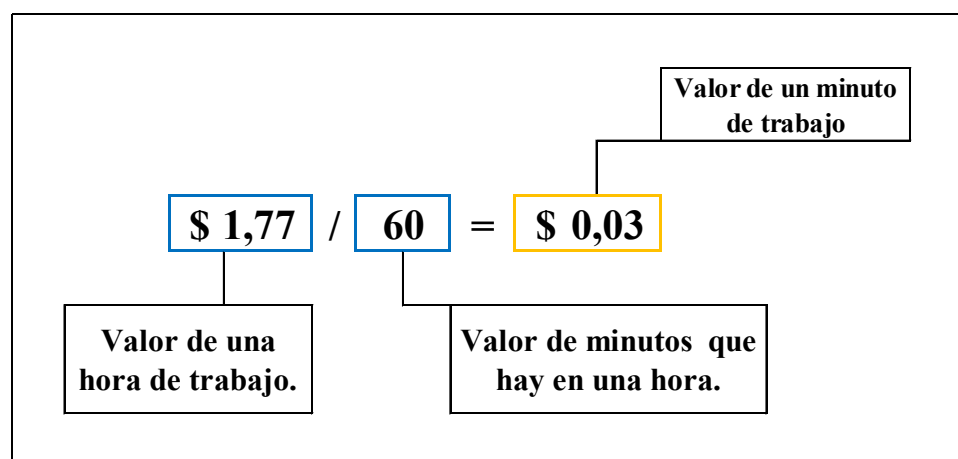 Valor de un minuto
de trabajo
$ 1,77 / 60 = $ 0,03
Valor de una
hora de trabajo.
Valor de minutos que
hay en una hora.